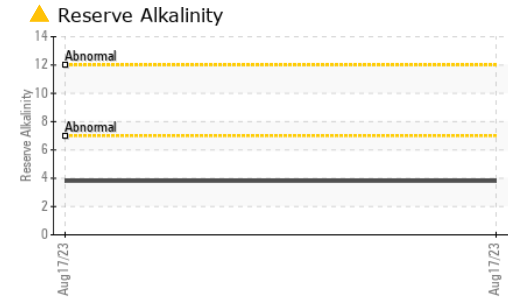 Reserve Alkalinity
14
12
10
8
6
4
2
0
Reserve Alkalinity
Abnormal
Abnormal
Aug17/23
Aug17/23